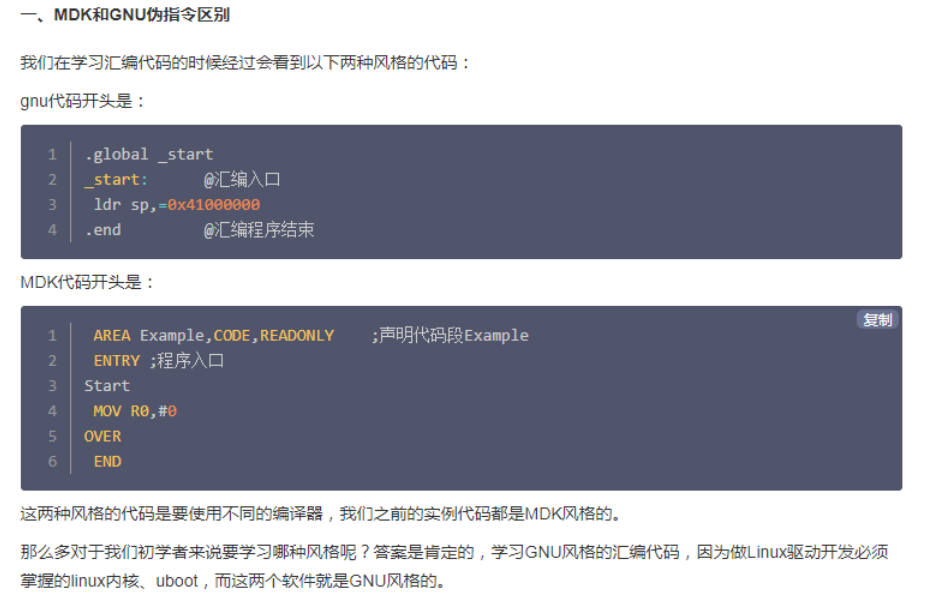 一、MDK和GNU伪指令区别
我们在学习汇编代码的时候经过会看到以下两种风格的代码：
gnu代码开头是：
1 .global _start
2 _start:      @汇编入口
3  ldr sp,=0x41000000
4 .end         @汇编程序结束
MDK代码开头是：
复制
1  AREA Example,CODE,READONLY    ;声明代码段Example
2  ENTRY ;程序入口
3 Start
4  MOV R0,#0
5 OVER
6  END
这两种风格的代码是要使用不同的编译器，我们之前的实例代码都是MDK风格的。
那么多对于我们初学者来说要学习哪种风格呢？答案是肯定的，学习GNU风格的汇编代码，因为做Linux驱动开发必须
掌握的linux内核、uboot，而这两个软件就是GNU风格的。